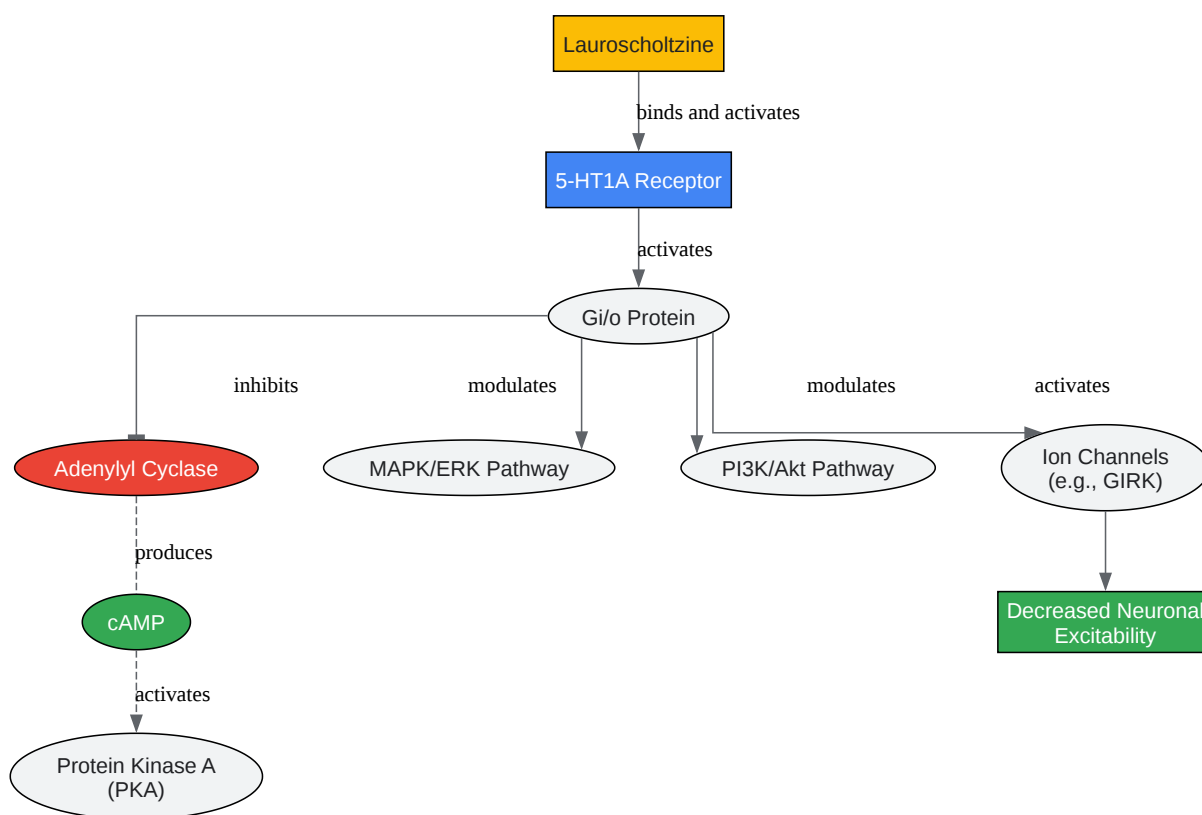 Lauroscholtzine
binds and activates
5-HT1A Receptor
activates
Gi/o Protein
inhibits
modulates
modulates
activates
Adenylyl Cyclase
MAPK/ERK Pathway
PI3K/Akt Pathway
Ion Channels
(e.g., GIRK)
produces
cAMP
Decreased Neuronal
Excitability
activates
Protein Kinase A
(PKA)